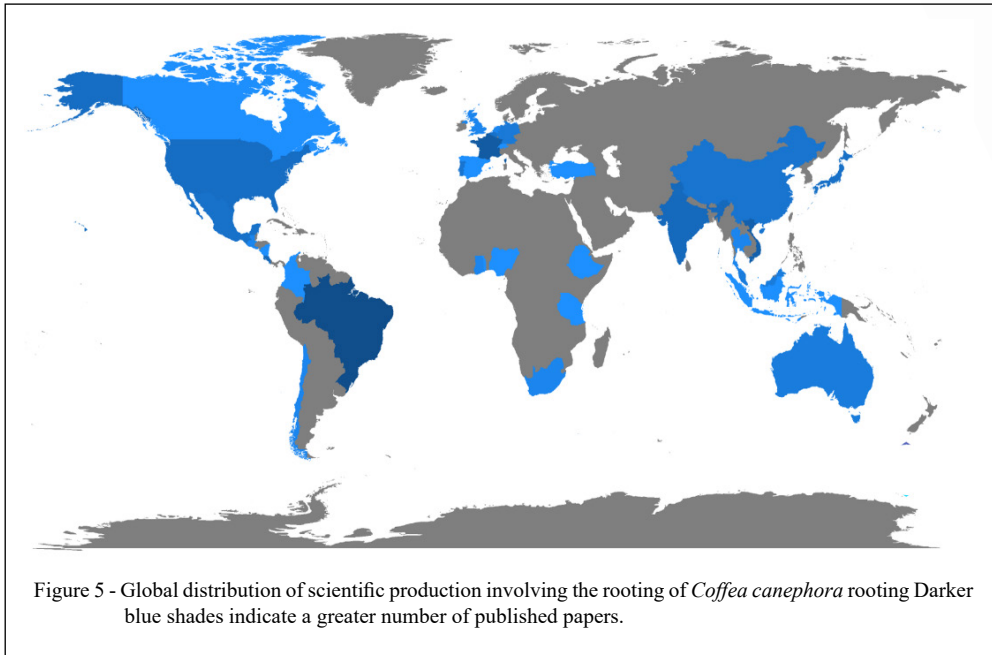 Figure 5 - Global distribution of scientific production involving the rooting of Coffea canephora rooting Darker
blue shades indicate a greater number of published papers.